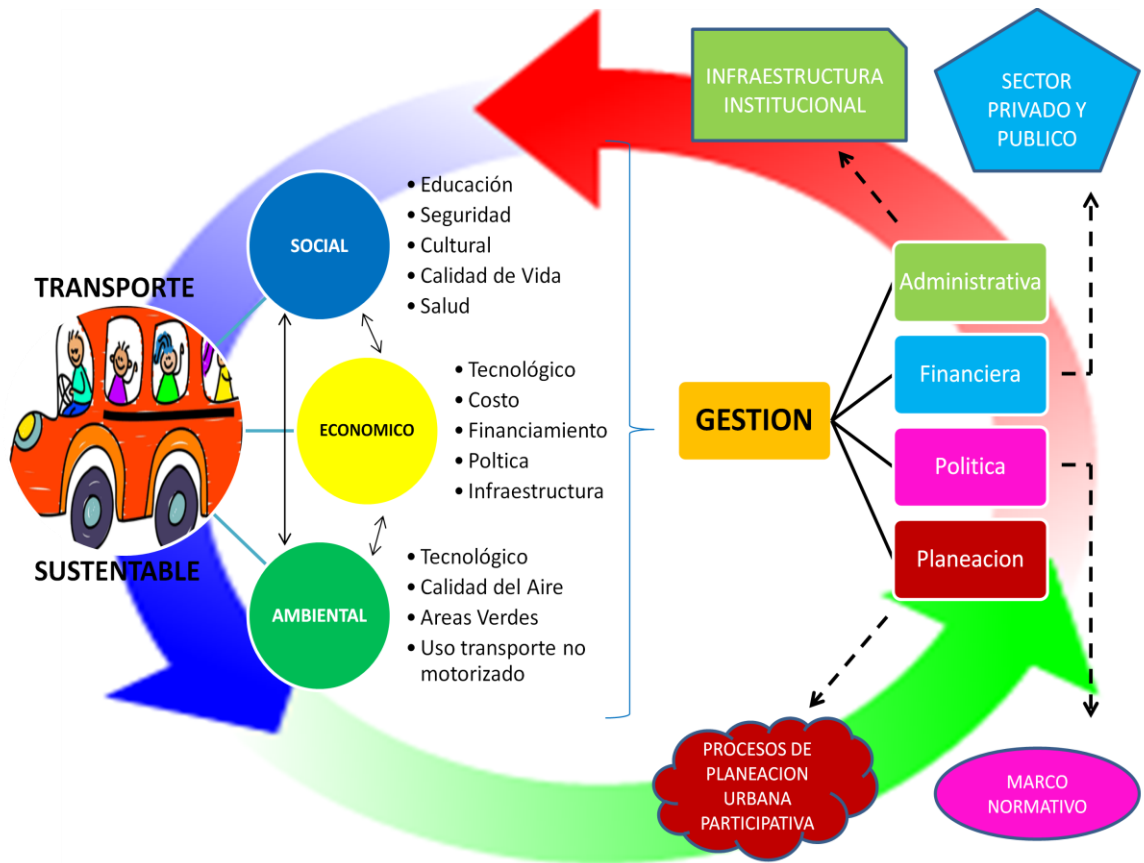 TRANSPORTE
SUSTENTABLE
SOCIAL
• Educación
• Seguridad
• Cultural
• Calidad de Vida
• Salud
ECONOMICO
• Tecnológico
• Costo
• Financiamiento
• Poltica
• Infraestructura
AMBIENTAL
• Tecnológico
• Calidad del Aire
• Areas Verdes
• Uso transporte no
motorizado
GESTION
Administrativa
Financiera
Politica
Planeacion
INFRAESTRUCTURA
INSTITUCIONAL
SECTOR
PRIVADO Y
PUBLICO
PROCESOS DE
PLANEACION
URBANA
PARTICIPATIVA
MARCO
NORMATIVO